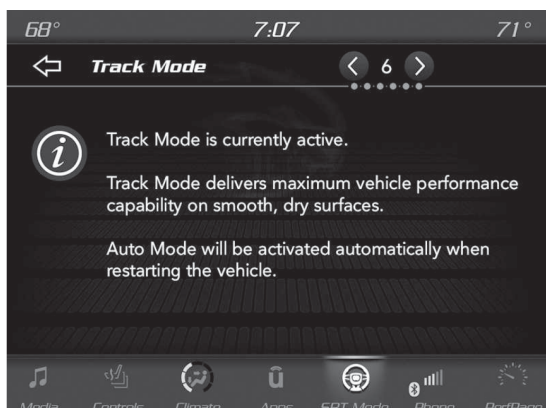 68° 7:07 71°
Track Mode 6
Track Mode is currently active.
Track Mode delivers maximum vehicle performance
capability on smooth, dry surfaces.
Auto Mode will be activated automatically when
restarting the vehicle.
Media Controls Climate Apps SRT Mode Phone PerfPage